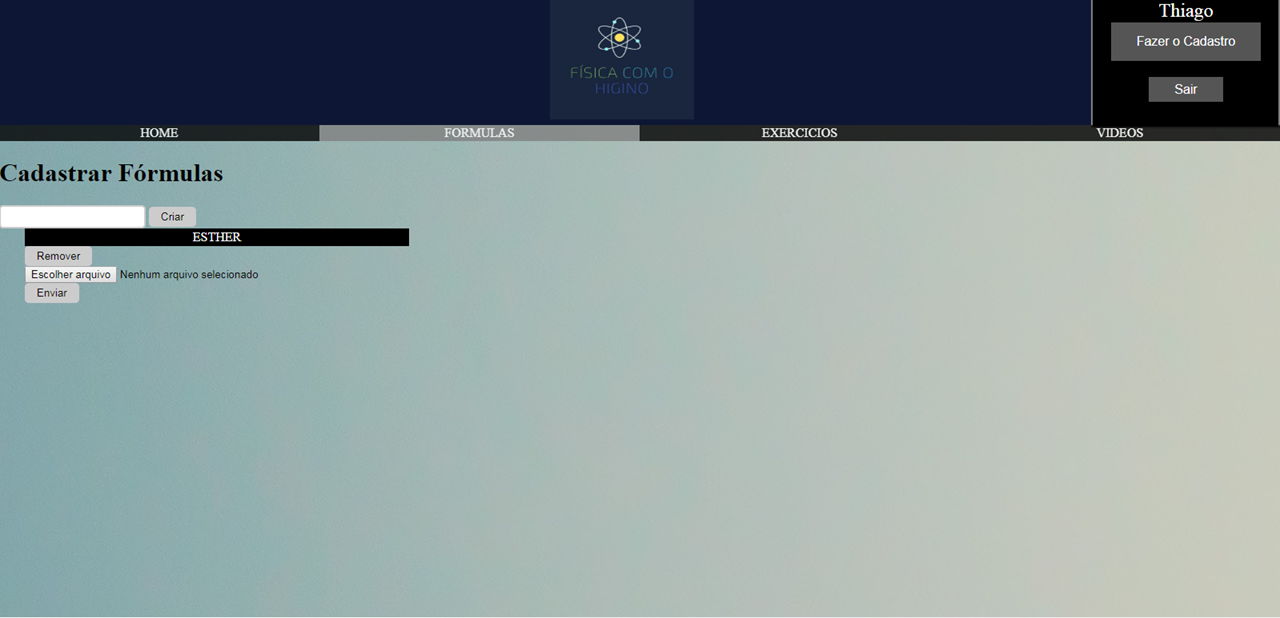 FÍSICA COM O
HIGINO
Thiago
Fazer o Cadastro
Sair
HOME FORMULAS EXERCICIOS VIDEOS
Cadastrar Fórmulas
Criar
ESTHER
Remover
Escolher arquivo Nenhum arquivo selecionado
Enviar